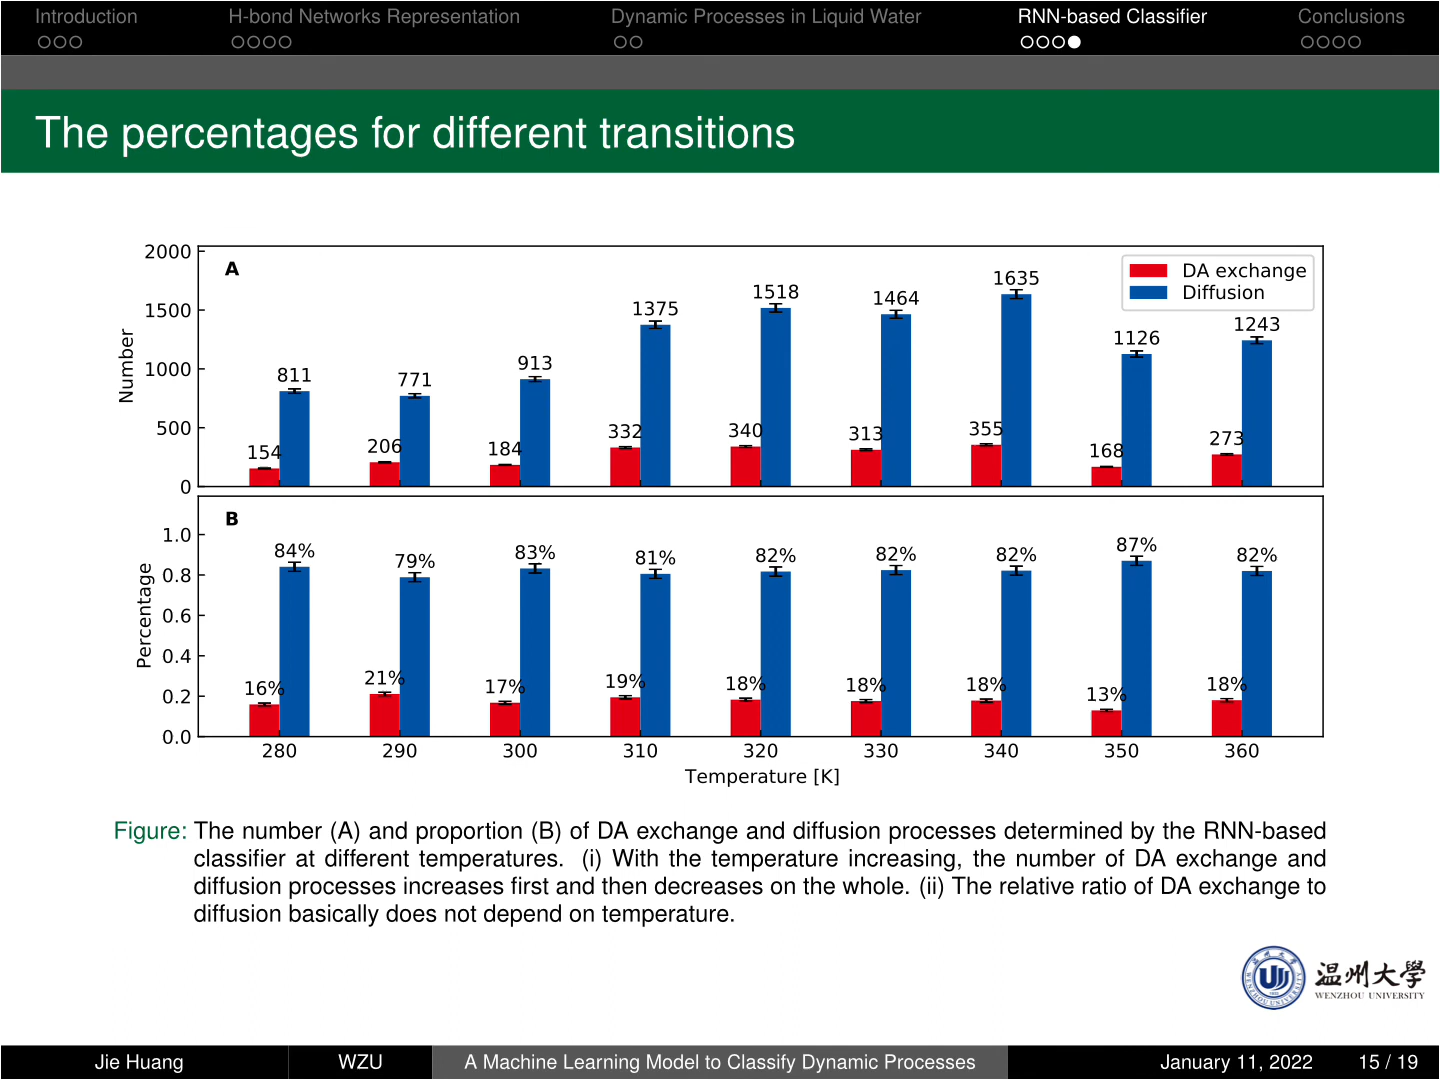 Introduction
H-bond Networks Representation
Dynamic Processes in Liquid Water
RNN-based Classifier
Conclusions
The percentages for different transitions
A
DA exchange
Diffusion
Number
2000
1500
1000
500
0
154 811
206 771
184 913
332 1375
340 1518
313 1464
355 1635
168 1126
273 1243
B
Percentage
1.0
0.8
0.6
0.4
0.2
0.0
16% 84%
21% 79%
17% 83%
19% 81%
18% 82%
18% 82%
18% 82%
13% 87%
18% 82%
280 290 300 310 320 330 340 350 360
Temperature [K]
Figure: The number (A) and proportion (B) of DA exchange and diffusion processes determined by the RNN-based
classifier at different temperatures. (i) With the temperature increasing, the number of DA exchange and
diffusion processes increases first and then decreases on the whole. (ii) The relative ratio of DA exchange to
diffusion basically does not depend on temperature.
温州大學
WENZHOU UNIVERSITY
Jie Huang
WZU
A Machine Learning Model to Classify Dynamic Processes
January 11, 2022
15 / 19